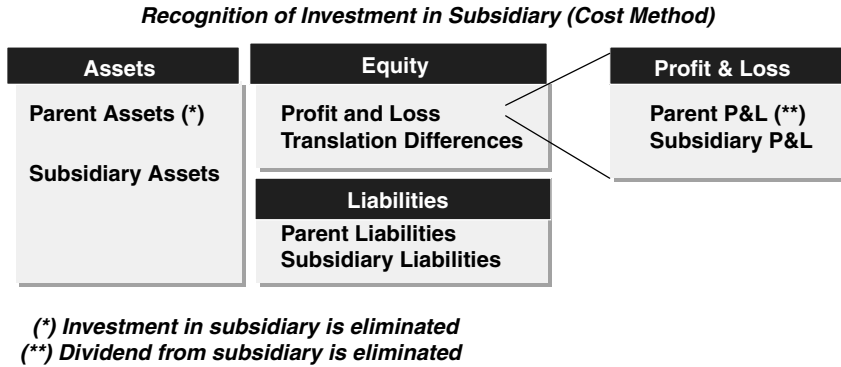 Recognition of Investment in Subsidiary (Cost Method)
Assets
Parent Assets (*)
Subsidiary Assets
Equity
Profit and Loss
Translation Differences
Liabilities
Parent Liabilities
Subsidiary Liabilities
Profit & Loss
Parent P&L (**)
Subsidiary P&L
(*) Investment in subsidiary is eliminated
(**) Dividend from subsidiary is eliminated